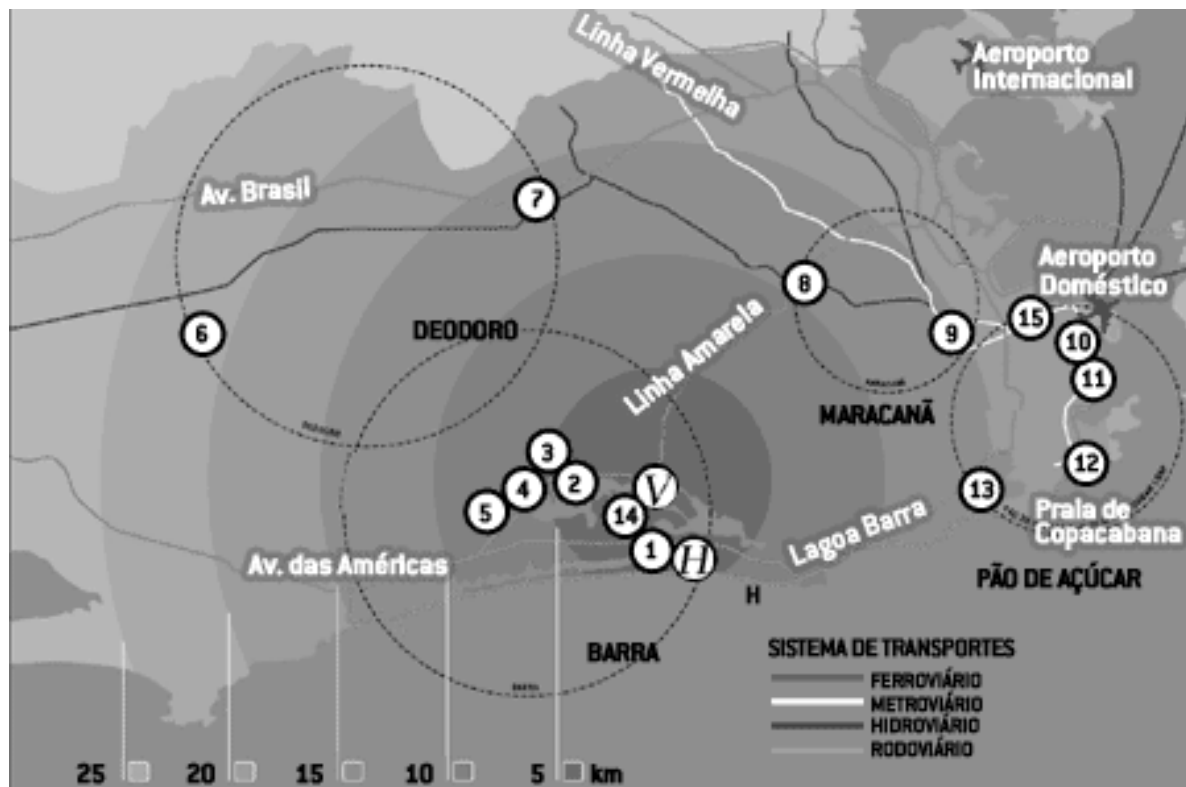 Linha Vermelha
Aeroporto
Internacional
Av. Brasil
7
8
Aeroporto
Doméstico
6
DEODORO
Linha Amarela
9
15
10
11
MARACANÃ
3
4
2
V
5
14
12
13
1
H
Lagoa Barra
Praia de
Copacabana
Av. das Américas
PÃO DE AÇÚCAR
H
BARRA
SISTEMA DE TRANSPORTES
FERROVIÁRIO
METROVIÁRIO
HIDROVIÁRIO
RODOVIÁRIO
25 20 15 10 5 km
BARRA